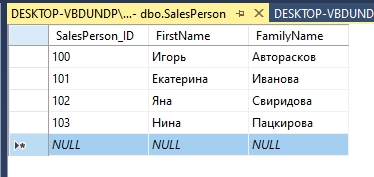 DESKTOP-VBDUNDP\...- dbo.SalesPerson DESKTOP-VBDUNDP
SalesPerson_ID FirstName FamilyName
100 Игорь Авторасков
101 Екатерина Иванова
102 Яна Свиридова
103 Нина Пацкирова
NULL NULL NULL